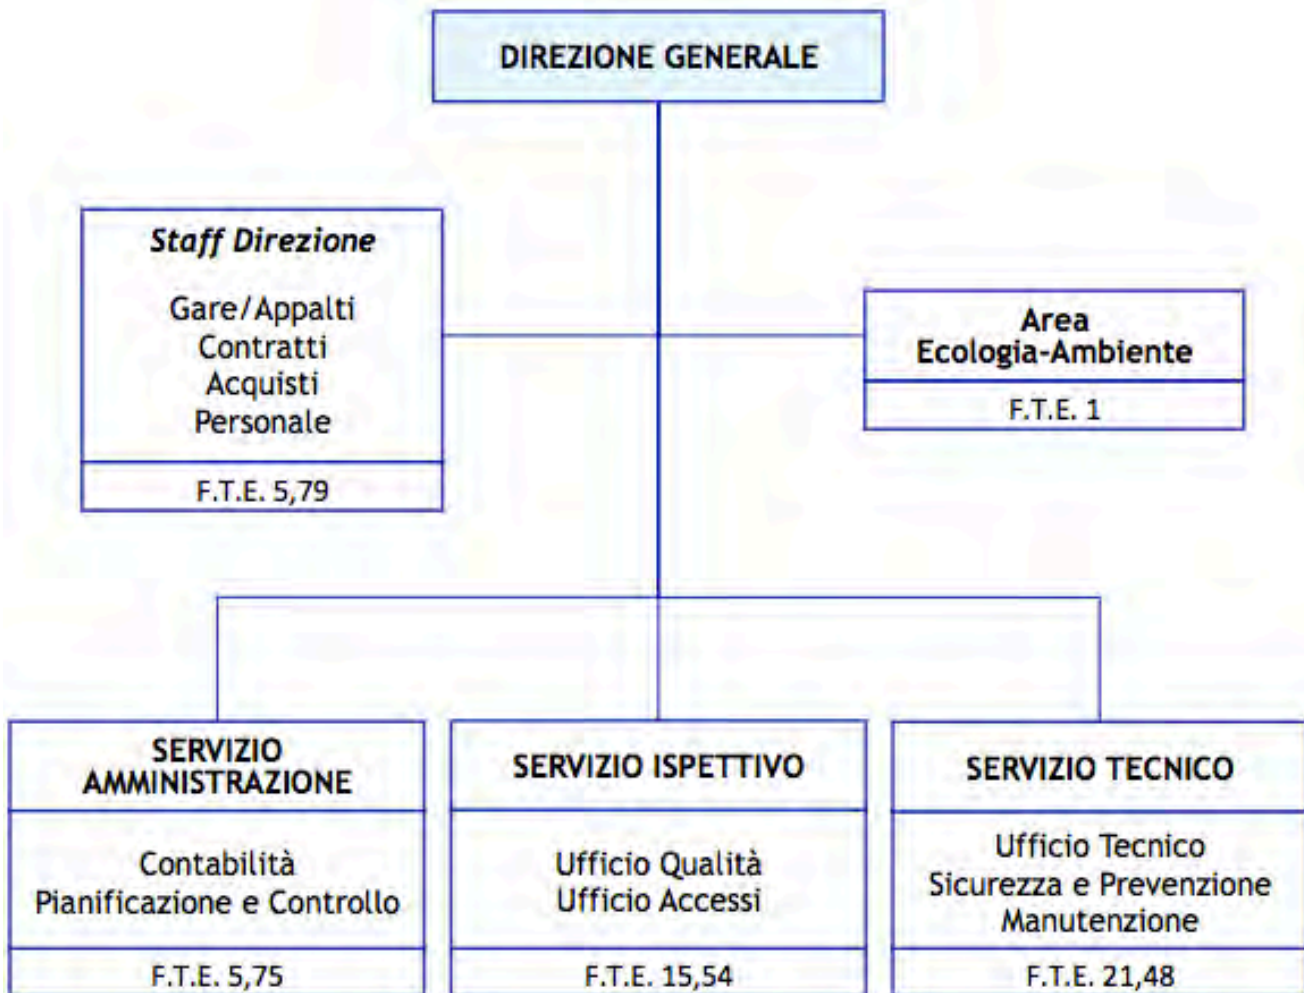 DIREZIONE GENERALE
Staff Direzione
Gare/Appalti
Contratti
Acquisti
Personale
F.T.E. 5,79
Area
Ecologia-Ambiente
F.T.E. 1
SERVIZIO
AMMINISTRAZIONE
Contabilità
Pianificazione e Controllo
F.T.E. 5,75
SERVIZIO ISPETTIVO
Ufficio Qualità
Ufficio Accessi
F.T.E. 15,54
SERVIZIO TECNICO
Ufficio Tecnico
Sicurezza e Prevenzione
Manutenzione
F.T.E. 21,48